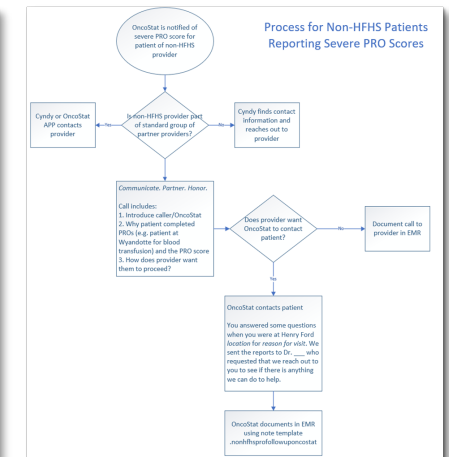 Process for Non-HFHS Patients
Reporting Severe PRO Scores
OncoStat is notified of
severe PRO score for
patient of non-HFHS
provider
Cyndy or OncoStat
APP contacts
provider
Yes
Is non-HFHS provider part
of standard group of
partner providers?
No
Cyndy finds contact
information and
reaches out to
provider
Communicate. Partner. Honor.
Call includes:
1. Introduce caller/OncoStat
2. Why patient completed
PROs (e.g. patient at
Wyandotte for blood
transfusion) and the PRO score
3. How does provider want
them to proceed?
Does provider want
OncoStat to contact
patient?
No
Document call to
provider in EMR
Yes
OncoStat contacts patient
You answered some questions
when you were at Henry Ford
location for reason for visit. We
sent the reports to Dr. ___ who
requested that we reach out to
you to see if there is anything
we can do to help.
OncoStat documents in EMR
using note template
.nonhfhsprofollowuponcostat